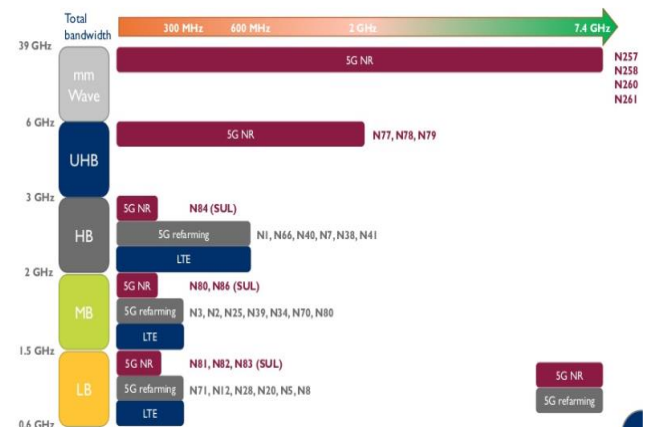 Total
bandwidth
300 MHz 600 MHz 2 GHz 7.4 GHz
39 GHz
mm
Wave
5G NR
N257
N258
N260
N261
6 GHz
UHB
5G NR
N77, N78, N79
3 GHz
HB
5G NR
N84 (SUL)
5G refarming
N1, N66, N40, N7, N38, N41
LTE
2 GHz
MB
5G NR
N80, N86 (SUL)
5G refarming
N3, N2, N25, N39, N34, N70, N80
LTE
1.5 GHz
LB
5G NR
N81, N82, N83 (SUL)
5G refarming
N71, N12, N28, N20, N5, N8
LTE
0.6 GHz
5G NR
5G refarming